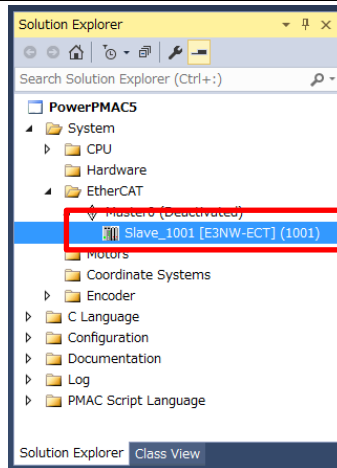 Solution Explorer
Search Solution Explorer (Ctrl+:)
PowerPMAC5
System
CPU
Hardware
EtherCAT
Master0 (Deactivated)
Slave_1001 [E3NW-ECT] (1001)
Motors
Coordinate Systems
Encoder
C Language
Configuration
Documentation
Log
PMAC Script Language
Solution Explorer Class View